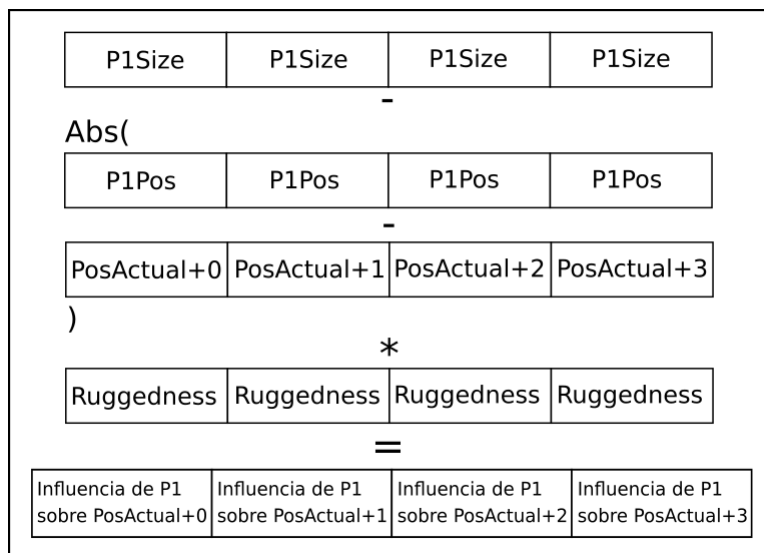 P1Size P1Size P1Size P1Size
-
Abs(
P1Pos P1Pos P1Pos P1Pos
-
PosActual+0 PosActual+1 PosActual+2 PosActual+3
)
*
Ruggedness Ruggedness Ruggedness Ruggedness
=
Influencia de P1 Influencia de P1 Influencia de P1 Influencia de P1
sobre PosActual+0 sobre PosActual+1 sobre PosActual+2 sobre PosActual+3